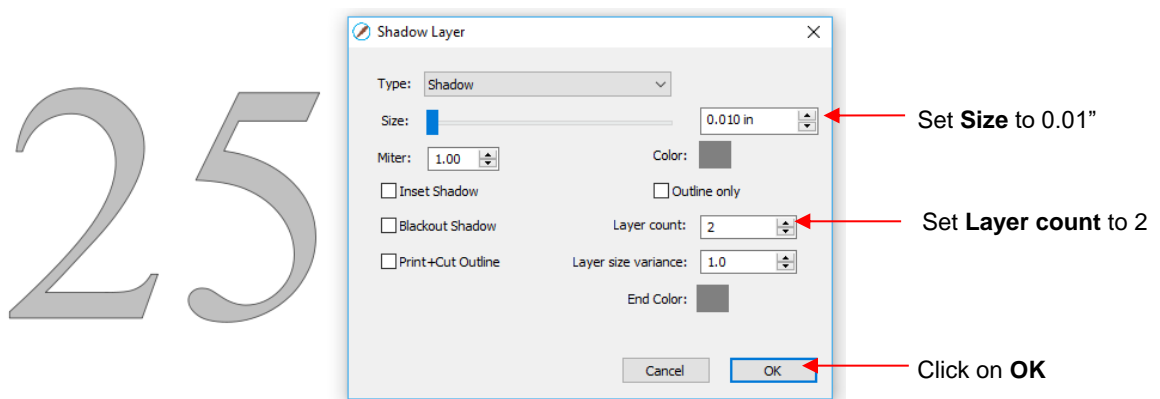 25
Shadow Layer
Type: Shadow
Size: 0.010 in
Set Size to 0.01”
Miter: 1.00 Color:
Inset Shadow Outline only
Blackout Shadow Layer count: 2
Set Layer count to 2
Print+Cut Outline Layer size variance: 1.0
End Color:
Cancel OK
Click on OK